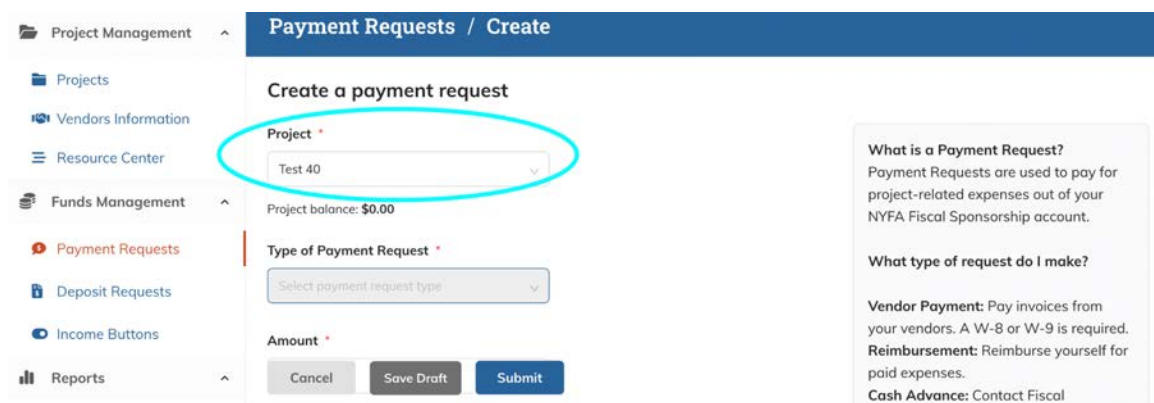 Project Management
Projects
Vendors Information
Resource Center
Funds Management
Payment Requests
Deposit Requests
Income Buttons
Reports
Payment Requests / Create
Create a payment request
Project *
Test 40
Project balance: $0.00
Type of Payment Request *
Select payment request type
Amount *
Cancel
Save Draft
Submit
What is a Payment Request?
Payment Requests are used to pay for
project-related expenses out of your
NYFA Fiscal Sponsorship account.
What type of request do I make?
Vendor Payment: Pay invoices from
your vendors. A W-8 or W-9 is required.
Reimbursement: Reimburse yourself for
paid expenses.
Cash Advance: Contact Fiscal